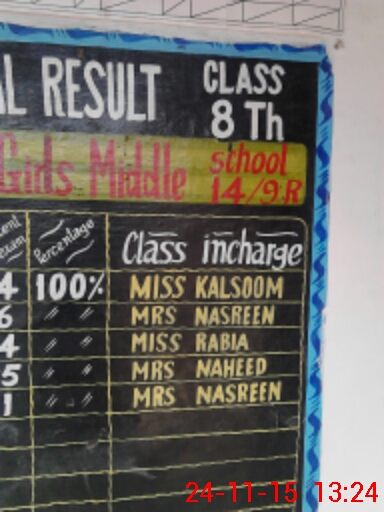 AL RESULT CLASS
8 Th
Girls Middle school
14/9R
Percentage Class incharge
4 100% MISS KALSOOM
6 〃 〃 MRS NASREEN
4 〃 〃 MISS RABIA
5 〃 〃 MRS NAHEED
1 〃 〃 MRS NASREEN
24-11-15 13:24